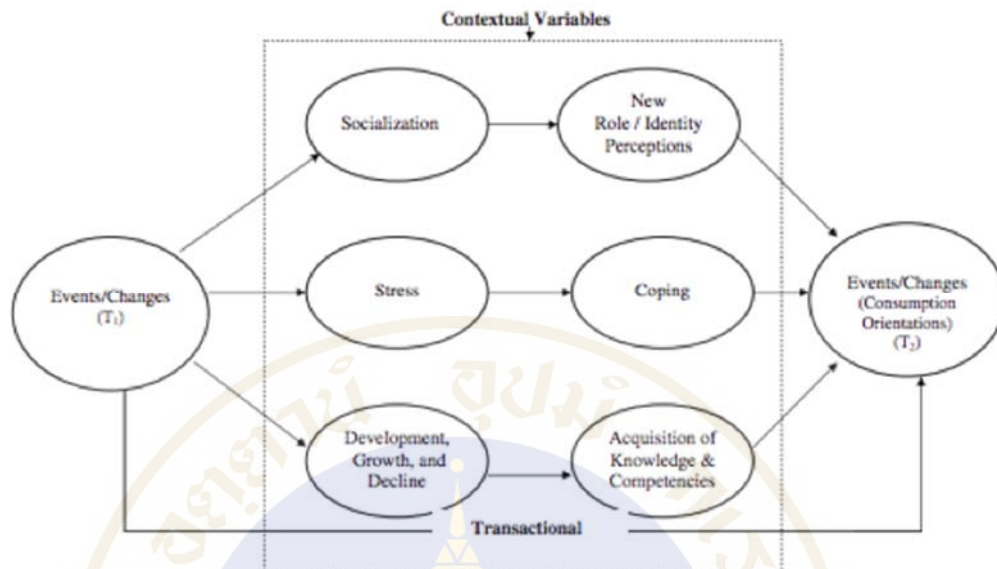 Contextual Variables
Socialization
New
Role / Identity
Perceptions
Events/Changes
(T₁)
Stress
Coping
Events/Changes
(Consumption
Orientations)
(T₂)
Development,
Growth, and
Decline
Acquisition of
Knowledge &
Competencies
Transactional